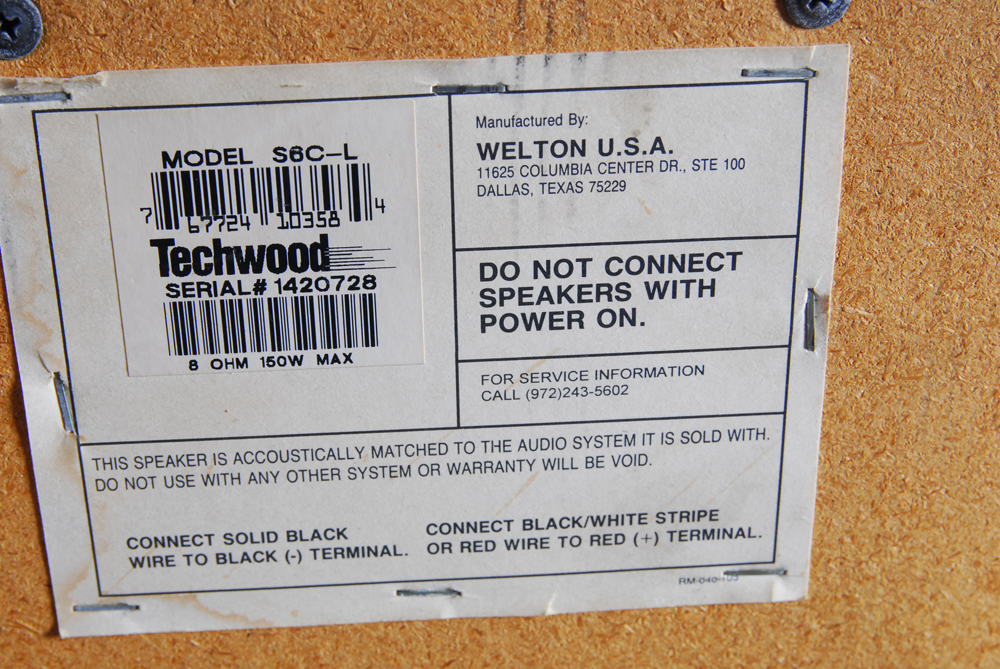 MODEL S6C-L
7 67724 10358 4
Techwood
SERIAL# 1420728
8 OHM 150W MAX
Manufactured By:
WELTON U.S.A.
11625 COLUMBIA CENTER DR., STE 100
DALLAS, TEXAS 75229
DO NOT CONNECT
SPEAKERS WITH
POWER ON.
FOR SERVICE INFORMATION
CALL (972)243-5602
THIS SPEAKER IS ACCOUSTICALLY MATCHED TO THE AUDIO SYSTEM IT IS SOLD WITH.
DO NOT USE WITH ANY OTHER SYSTEM OR WARRANTY WILL BE VOID.
CONNECT SOLID BLACK
WIRE TO BLACK (-) TERMINAL.
CONNECT BLACK/WHITE STRIPE
OR RED WIRE TO RED (+) TERMINAL.